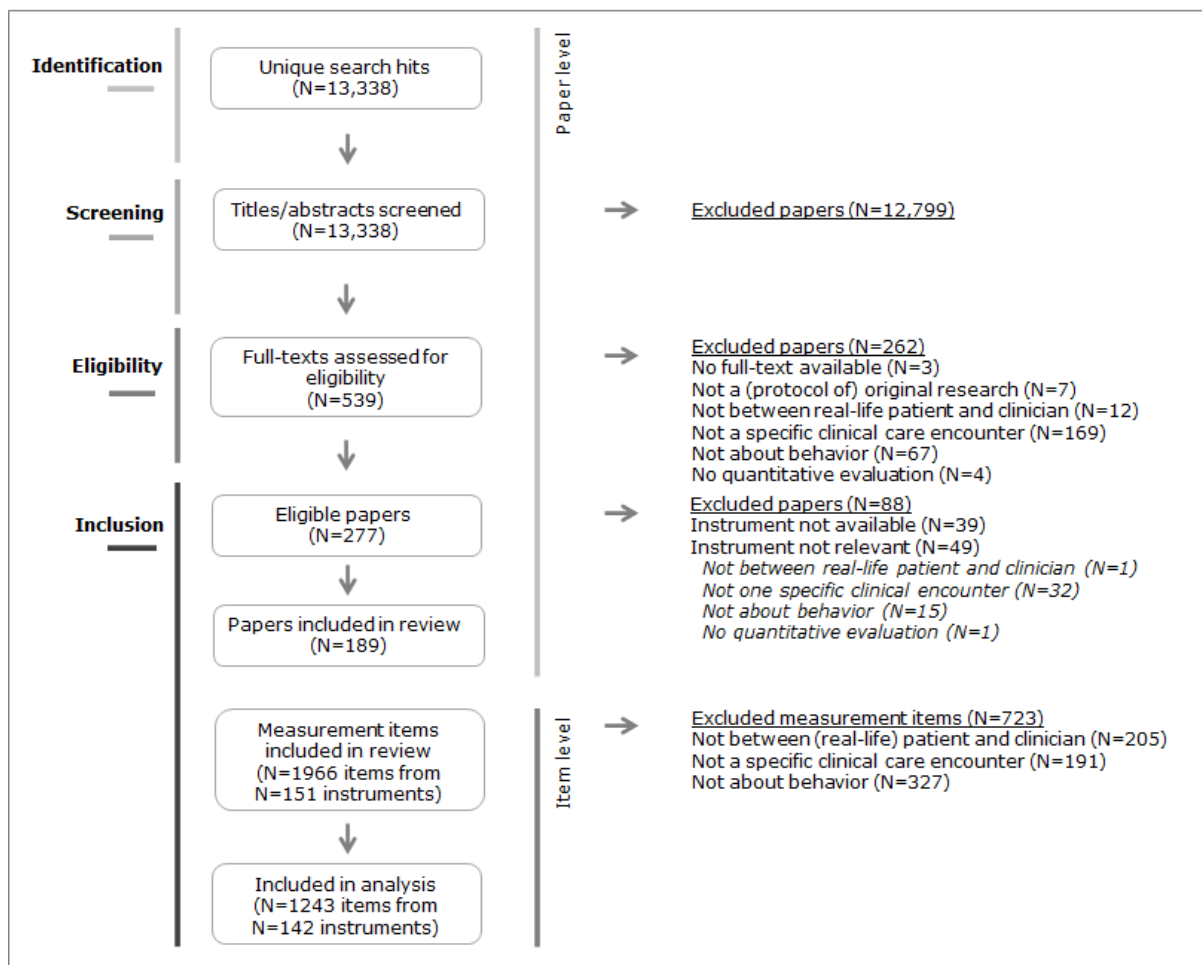 Identification
Unique search hits
(N=13,338)
Paper level
Screening
Titles/abstracts screened
(N=13,338)
Excluded papers (N=12,799)
Eligibility
Full-texts assessed for
eligibility
(N=539)
Excluded papers (N=262)
No full-text available (N=3)
Not a (protocol of) original research (N=7)
Not between real-life patient and clinician (N=12)
Not a specific clinical care encounter (N=169)
Not about behavior (N=67)
No quantitative evaluation (N=4)
Inclusion
Eligible papers
(N=277)
Excluded papers (N=88)
Instrument not available (N=39)
Instrument not relevant (N=49)
Not between real-life patient and clinician (N=1)
Not one specific clinical encounter (N=32)
Not about behavior (N=15)
No quantitative evaluation (N=1)
Papers included in review
(N=189)
Item level
Measurement items
included in review
(N=1966 items from
N=151 instruments)
Excluded measurement items (N=723)
Not between (real-life) patient and clinician (N=205)
Not a specific clinical care encounter (N=191)
Not about behavior (N=327)
Included in analysis
(N=1243 items from
N=142 instruments)